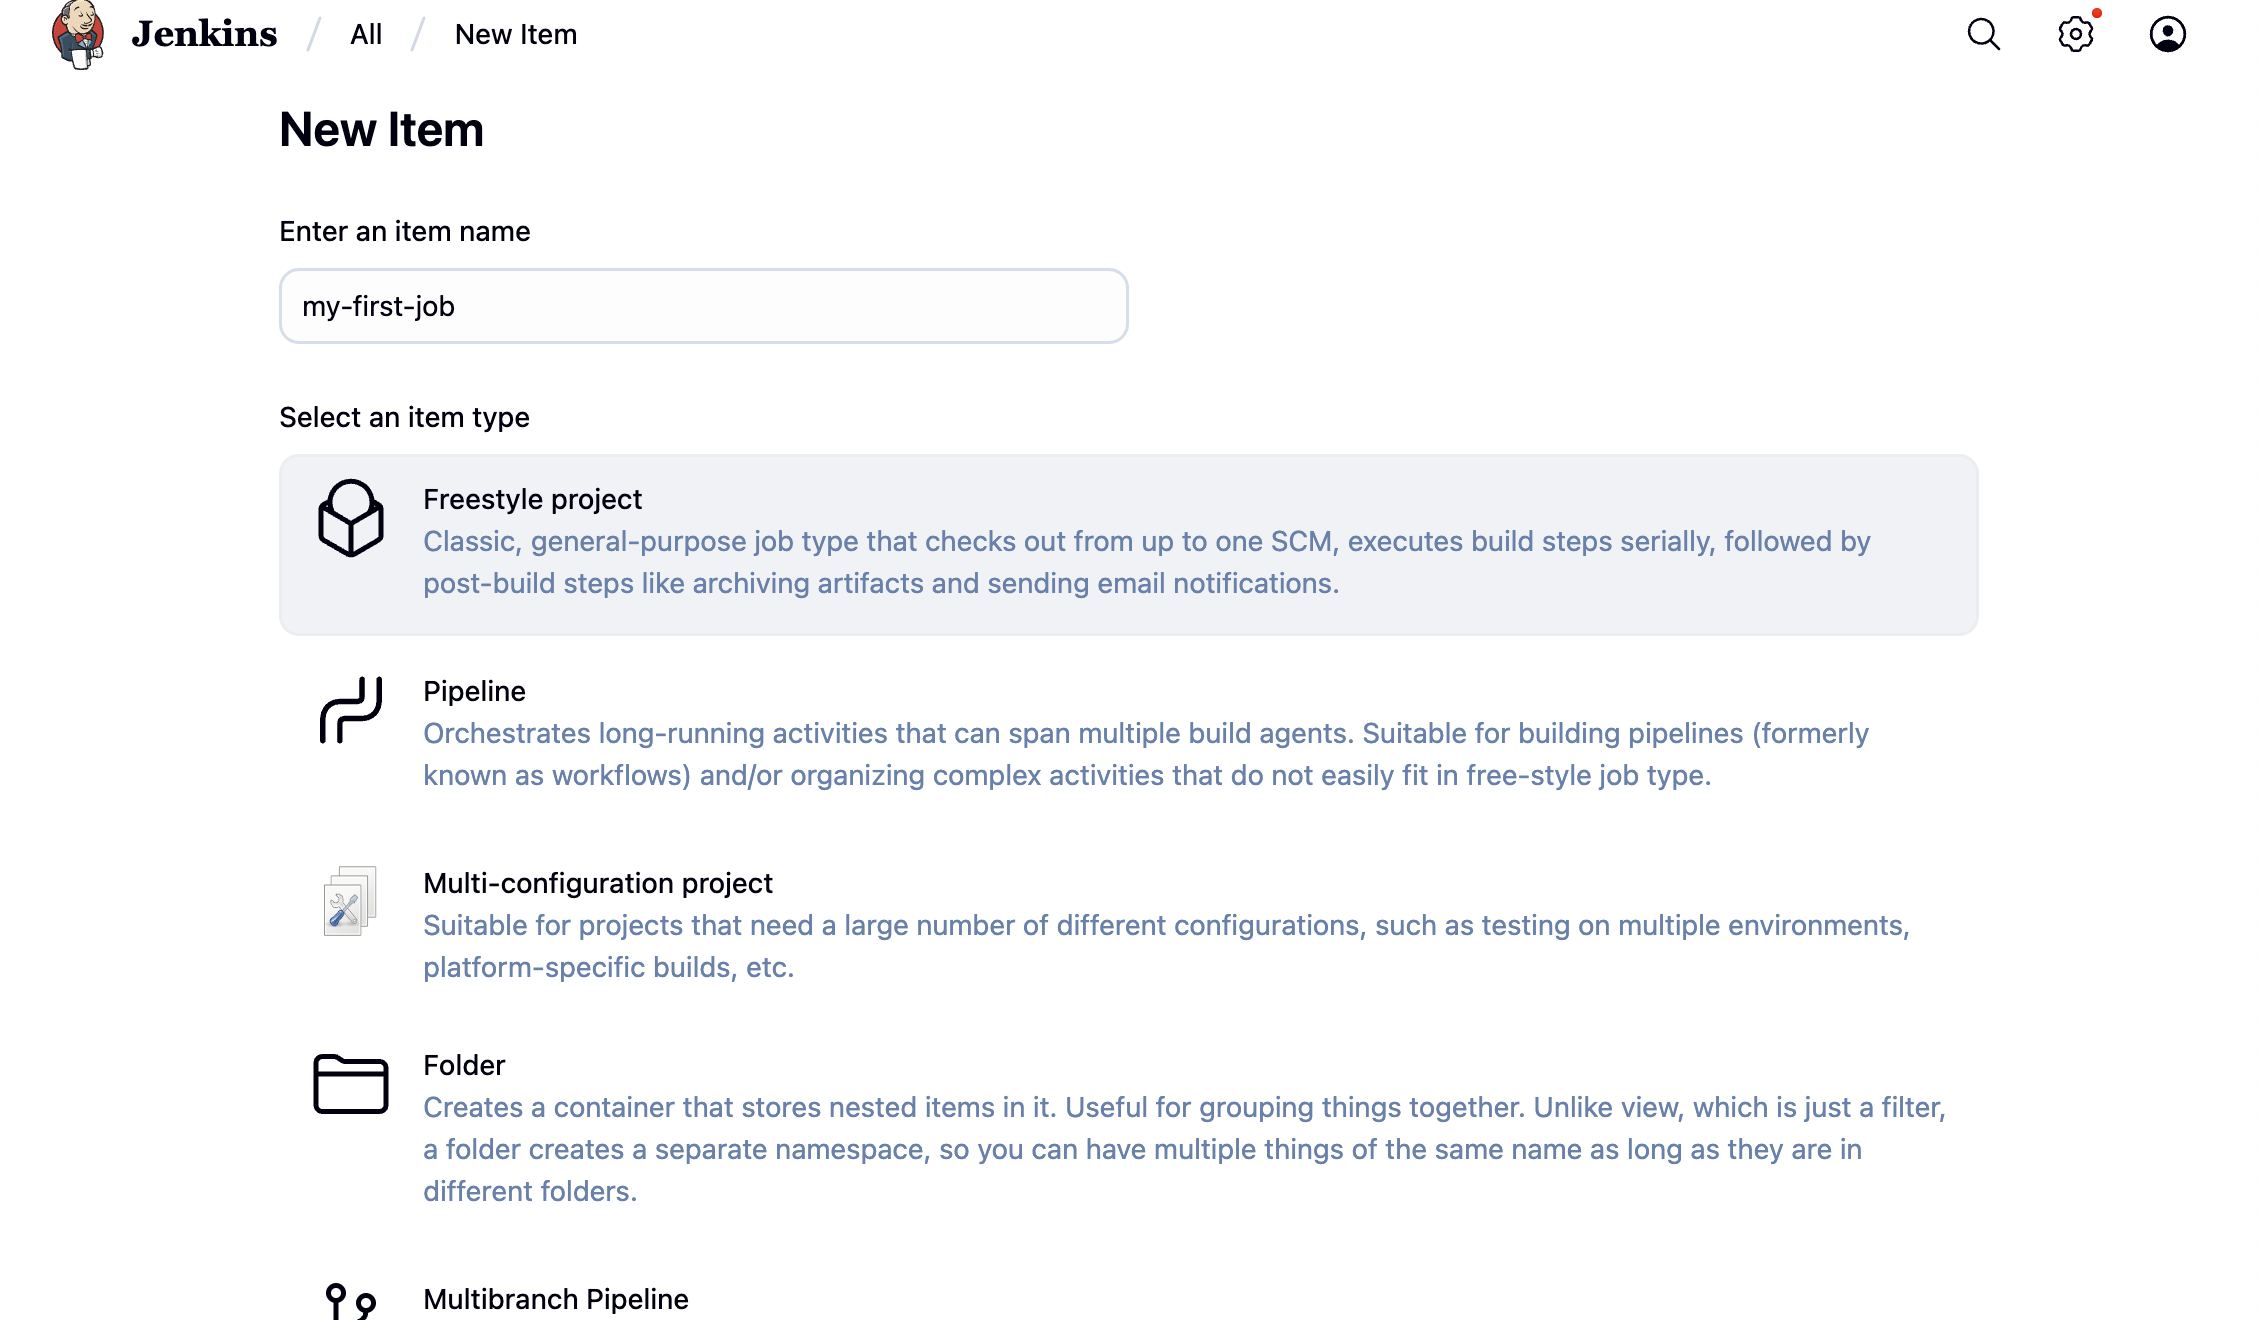 Jenkins / All / New Item
New Item
Enter an item name
my-first-job
Select an item type
Freestyle project
Classic, general-purpose job type that checks out from up to one SCM, executes build steps serially, followed by
post-build steps like archiving artifacts and sending email notifications.
Pipeline
Orchestrates long-running activities that can span multiple build agents. Suitable for building pipelines (formerly
known as workflows) and/or organizing complex activities that do not easily fit in free-style job type.
Multi-configuration project
Suitable for projects that need a large number of different configurations, such as testing on multiple environments,
platform-specific builds, etc.
Folder
Creates a container that stores nested items in it. Useful for grouping things together. Unlike view, which is just a filter,
a folder creates a separate namespace, so you can have multiple things of the same name as long as they are in
different folders.
Multibranch Pipeline